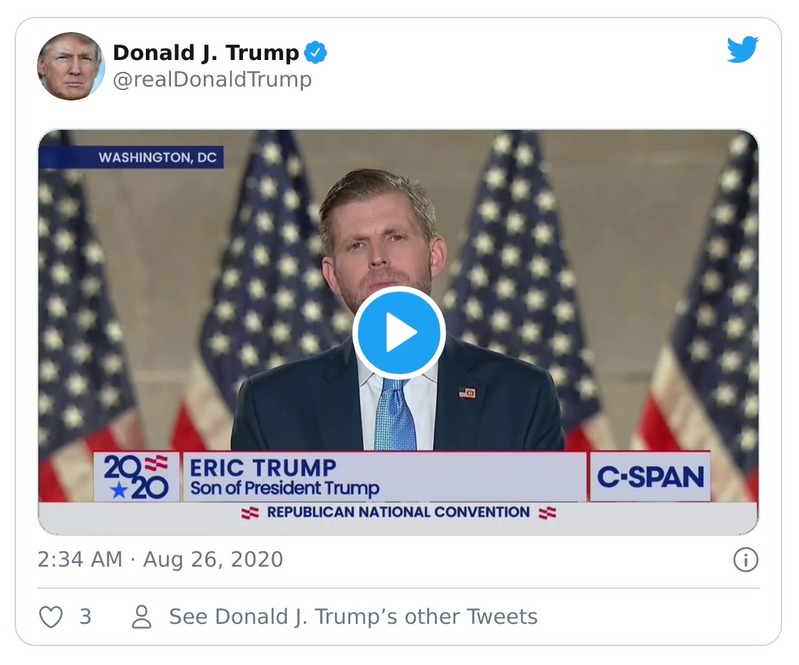 Donald J. Trump
@realDonaldTrump
WASHINGTON, DC
2020
ERIC TRUMP
Son of President Trump
C·SPAN
REPUBLICAN NATIONAL CONVENTION
2:34 AM · Aug 26, 2020
3
See Donald J. Trump’s other Tweets